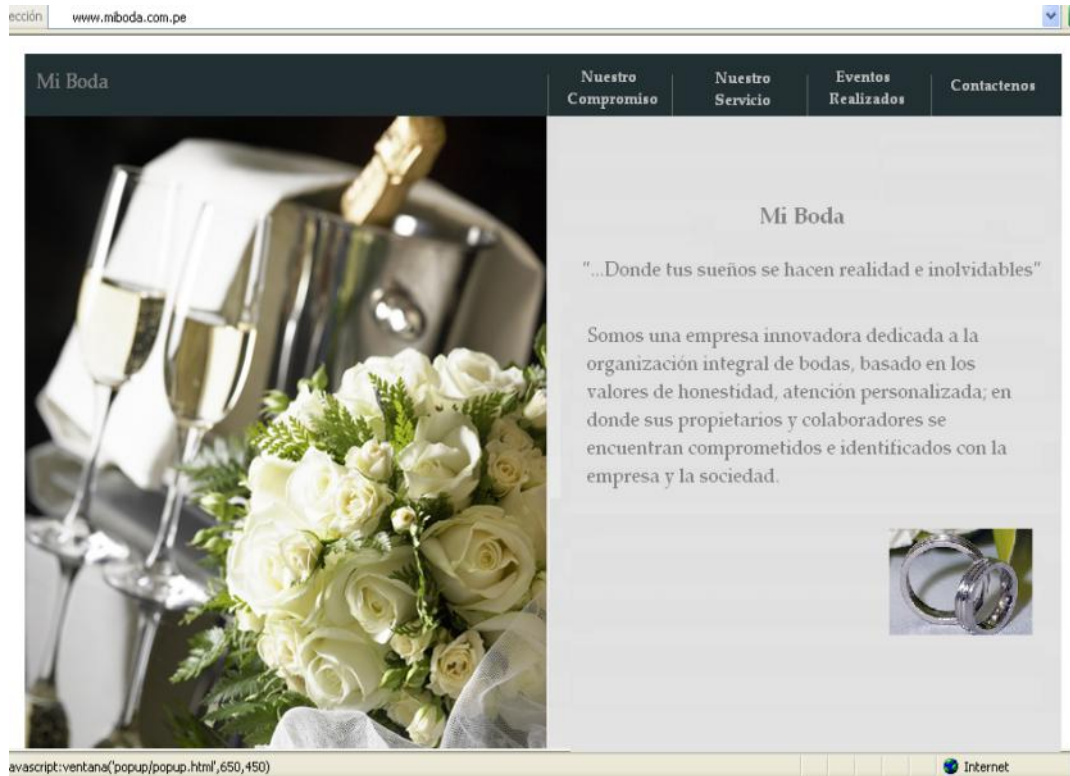 ección www.miboda.com.pe
Mi Boda
Nuestro
Compromiso
Nuestro
Servicio
Eventos
Realizados
Contactenos
Mi Boda
"...Donde tus sueños se hacen realidad e inolvidables"
Somos una empresa innovadora dedicada a la
organización integral de bodas, basado en los
valores de honestidad, atención personalizada; en
donde sus propietarios y colaboradores se
encuentran comprometidos e identificados con la
empresa y la sociedad.
avascript:ventana('popup/popup.html',650,450) Internet